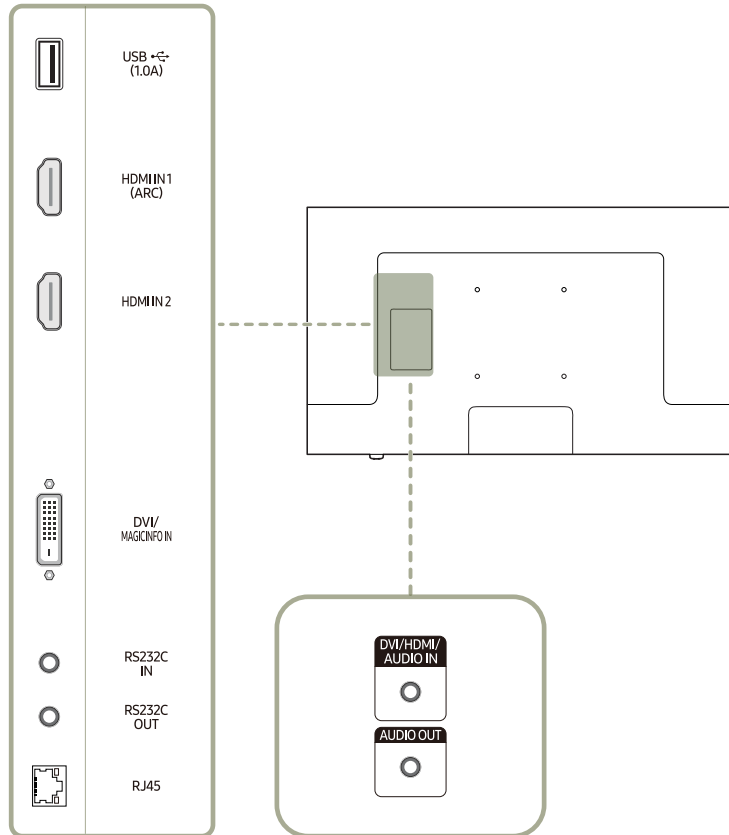 USB
(1.0A)
HDMI IN 1
(ARC)
HDMI IN 2
DVI/
MAGICINFO IN
RS232C
IN
RS232C
OUT
RJ45
DVI/HDMI/
AUDIO IN
AUDIO OUT